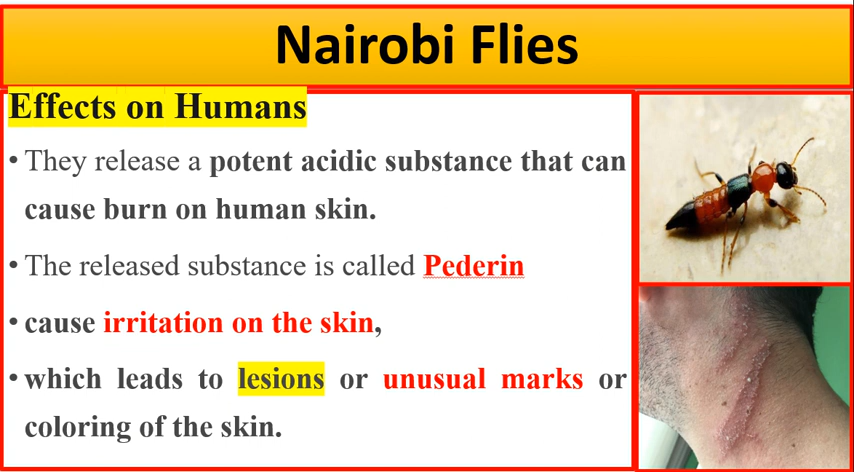 Nairobi Flies
Effects on Humans
• They release a potent acidic substance that can
cause burn on human skin.
• The released substance is called Pederin
• cause irritation on the skin,
• which leads to lesions or unusual marks or
coloring of the skin.